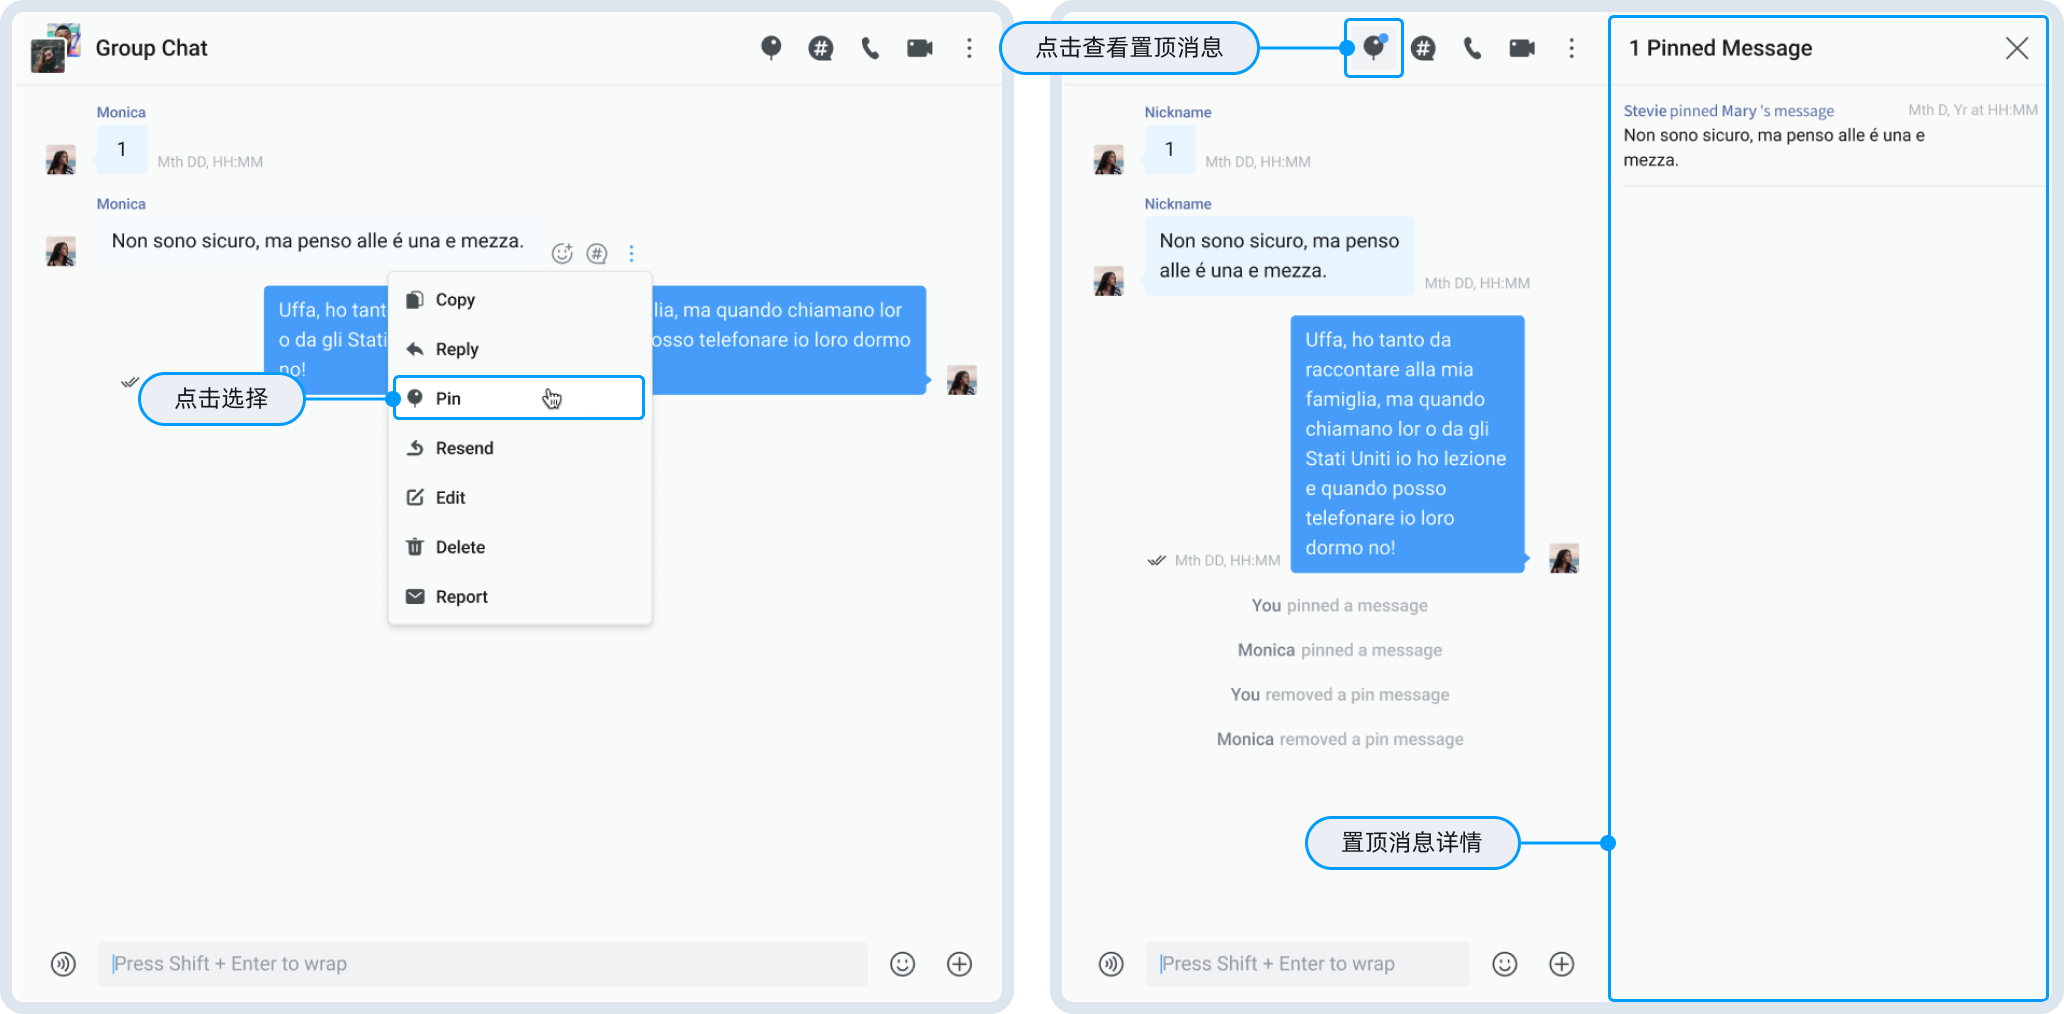 Group Chat
Monica
1
Mth DD, HH:MM
Monica
Non sono sicuro, ma penso alle é una e mezza.
Uffa, ho tant
lia, ma quando chiamano lor
o da gli Stati
osso telefonare io loro dormo
no!
点击选择
Copy
Reply
Pin
Resend
Edit
Delete
Report
Press Shift + Enter to wrap
点击查看置顶消息
Nickname
1
Mth DD, HH:MM
Nickname
Non sono sicuro, ma penso
alle é una e mezza.
Mth DD, HH:MM
Uffa, ho tanto da
raccontare alla mia
famiglia, ma quando
chiamano lor o da gli
Stati Uniti io ho lezione
e quando posso
telefonare io loro
dormo no!
Mth DD, HH:MM
You pinned a message
Monica pinned a message
You removed a pin message
Monica removed a pin message
置顶消息详情
Press Shift + Enter to wrap
1 Pinned Message
Stevie pinned Mary 's message
Mth D, Yr at HH:MM
Non sono sicuro, ma penso alle é una e
mezza.